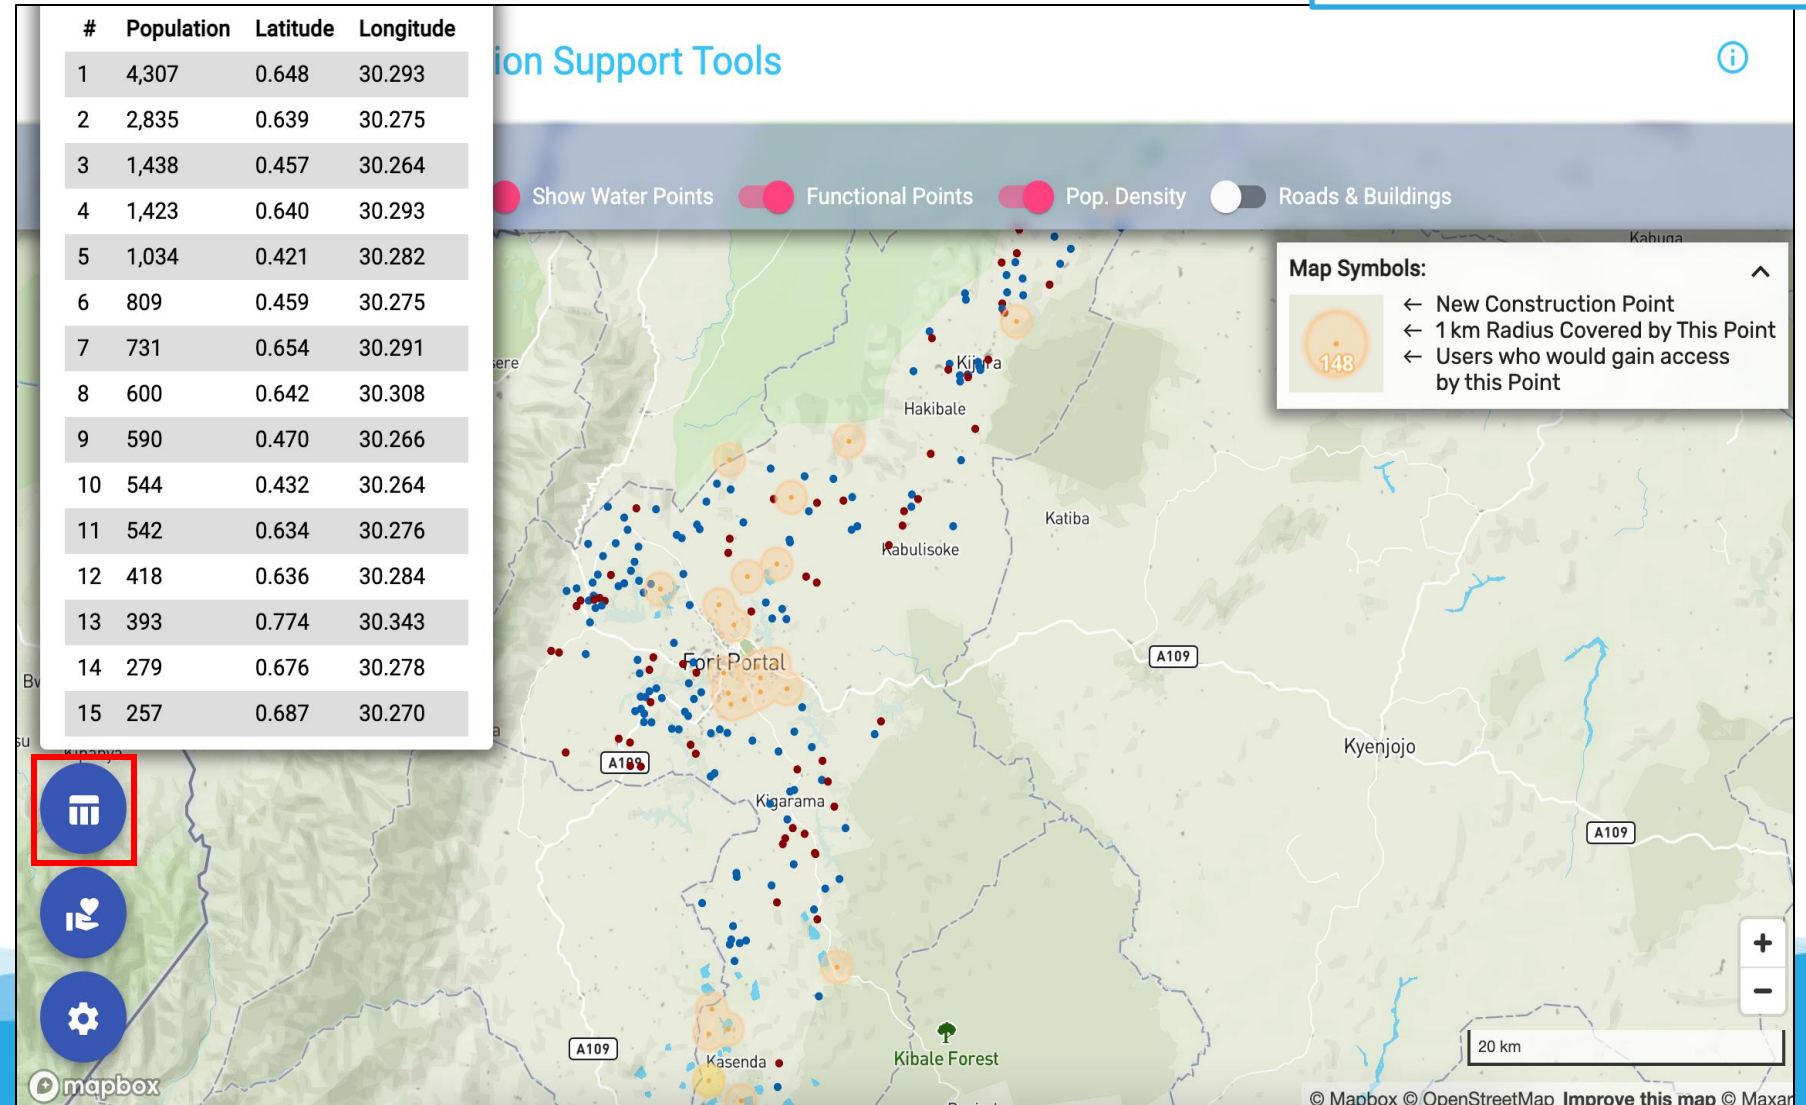 # Population Latitude Longitude
1 4,307 0.648 30.293
2 2,835 0.639 30.275
3 1,438 0.457 30.264
4 1,423 0.640 30.293
5 1,034 0.421 30.282
6 809 0.459 30.275
7 731 0.654 30.291
8 600 0.642 30.308
9 590 0.470 30.266
10 544 0.432 30.264
11 542 0.634 30.276
12 418 0.636 30.284
13 393 0.774 30.343
14 279 0.676 30.278
15 257 0.687 30.270
ion Support Tools
Show Water Points Functional Points Pop. Density Roads & Buildings
Kabuga
Map Symbols:
148
← New Construction Point
← 1 km Radius Covered by This Point
← Users who would gain access
by this Point
sere
Hakibale
Katiba
Kabulisoke
Fort Portal
A109
Bw
su
a
A109
Kyenjojo
Kigarama
A109
A109
Kasenda
Kibale Forest
+
−
20 km
mapbox
© Mapbox © OpenStreetMap Improve this map © Maxar